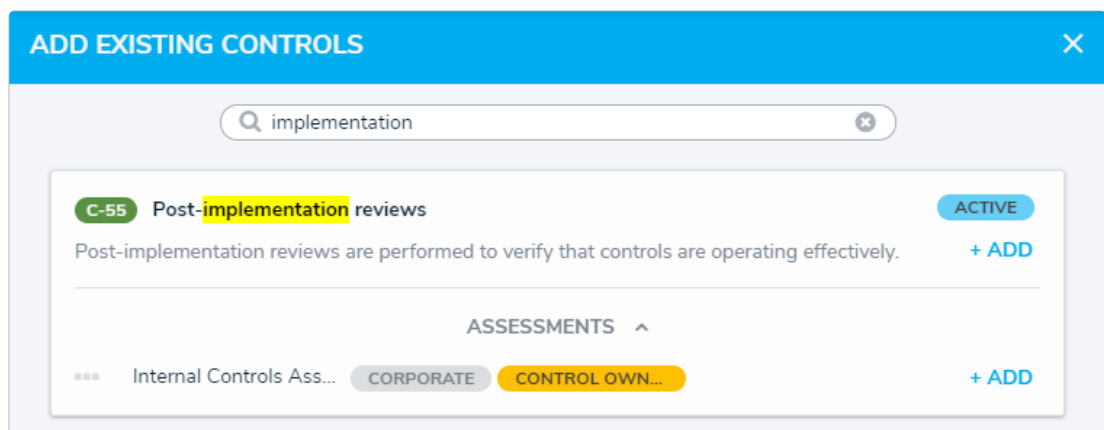 ADD EXISTING CONTROLS
implementation
C-55 Post-implementation reviews ACTIVE
Post-implementation reviews are performed to verify that controls are operating effectively. + ADD
ASSESSMENTS
Internal Controls Ass... CORPORATE CONTROL OWN... + ADD